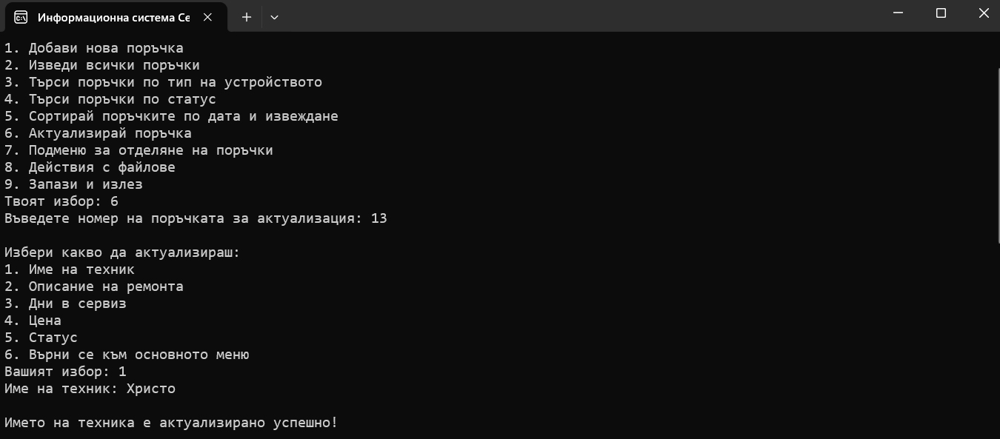 Информационна система Се
1. Добави нова поръчка
2. Изведи всички поръчки
3. Търси поръчки по тип на устройството
4. Търси поръчки по статус
5. Сортирай поръчките по дата и извеждане
6. Актуализирай поръчка
7. Подменю за отделяне на поръчки
8. Действия с файлове
9. Запази и излез
Твоят избор: 6
Въведете номер на поръчката за актуализация: 13
Избери какво да актуализираш:
1. Име на техник
2. Описание на ремонта
3. Дни в сервиз
4. Цена
5. Статус
6. Върни се към основното меню
Вашият избор: 1
Име на техник: Христо
Името на техника е актуализирано успешно!